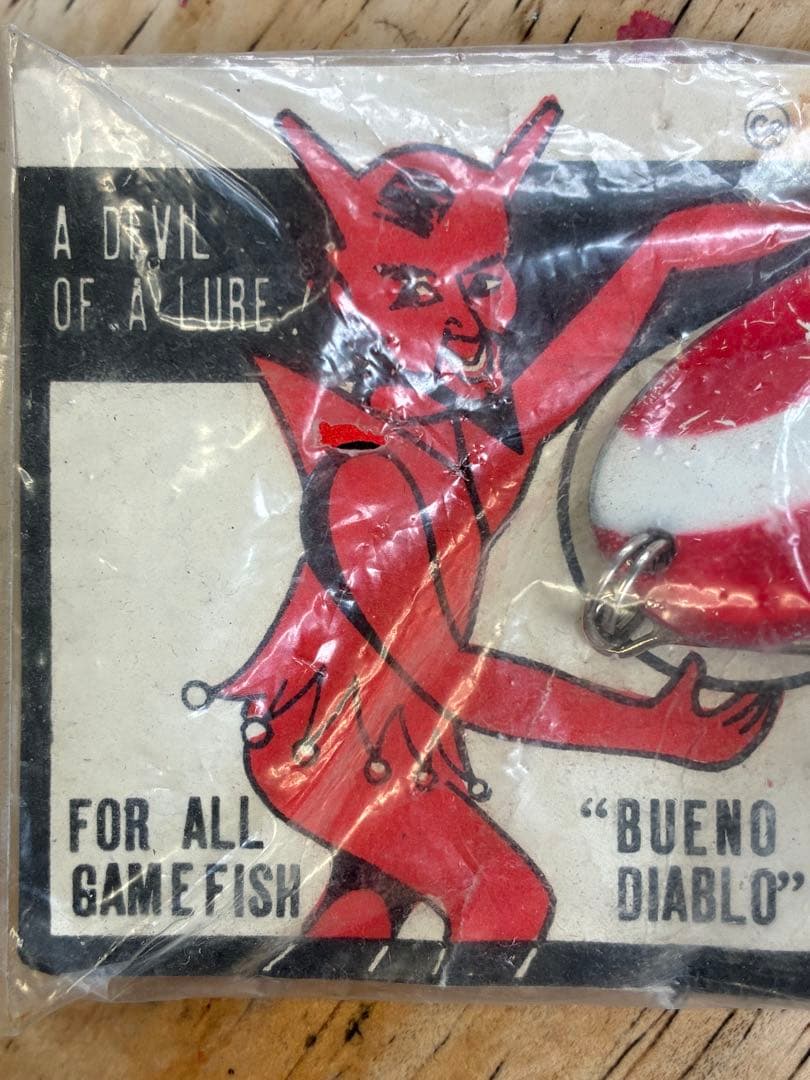 A DEVIL
OF A LURE!
FOR ALL
GAME FISH
“BUENO
DIABLO”